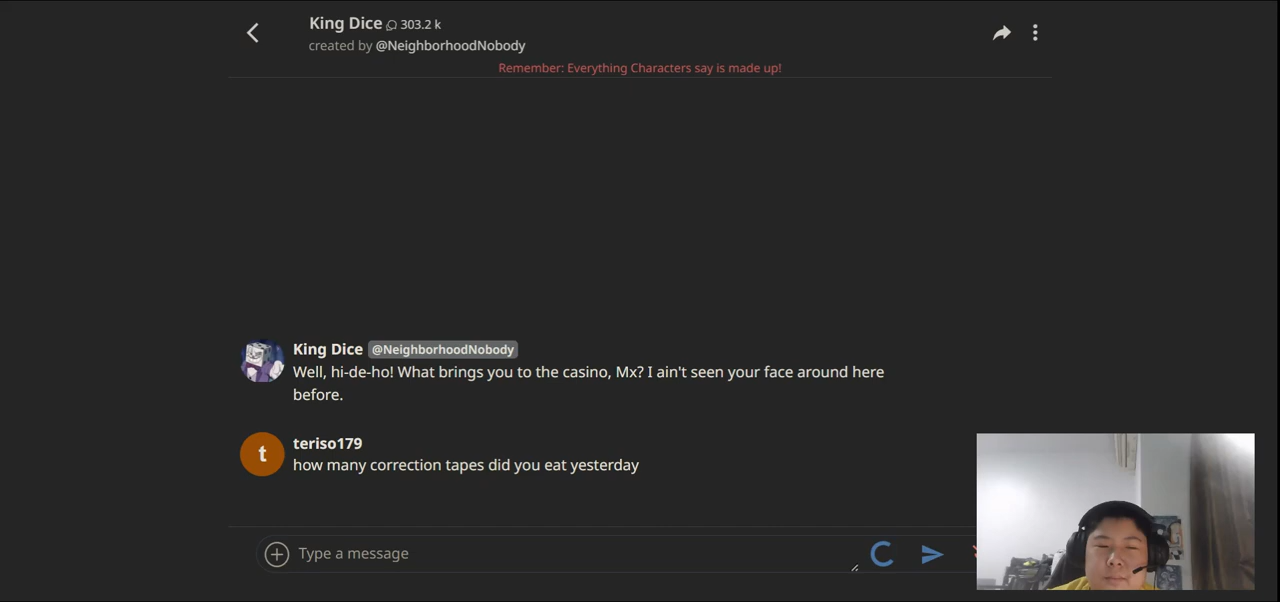 King Dice 303.2 k
created by @NeighborhoodNobody
Remember: Everything Characters say is made up!
King Dice @NeighborhoodNobody
Well, hi-de-ho! What brings you to the casino, Mx? I ain't seen your face around here
before.
t
teriso179
how many correction tapes did you eat yesterday
Type a message